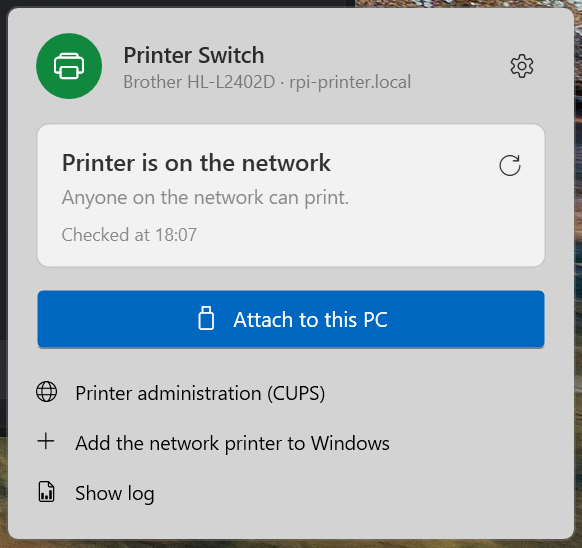 Printer Switch
Brother HL-L2402D · rpi-printer.local
Printer is on the network
Anyone on the network can print.
Checked at 18:07
Attach to this PC
Printer administration (CUPS)
Add the network printer to Windows
Show log